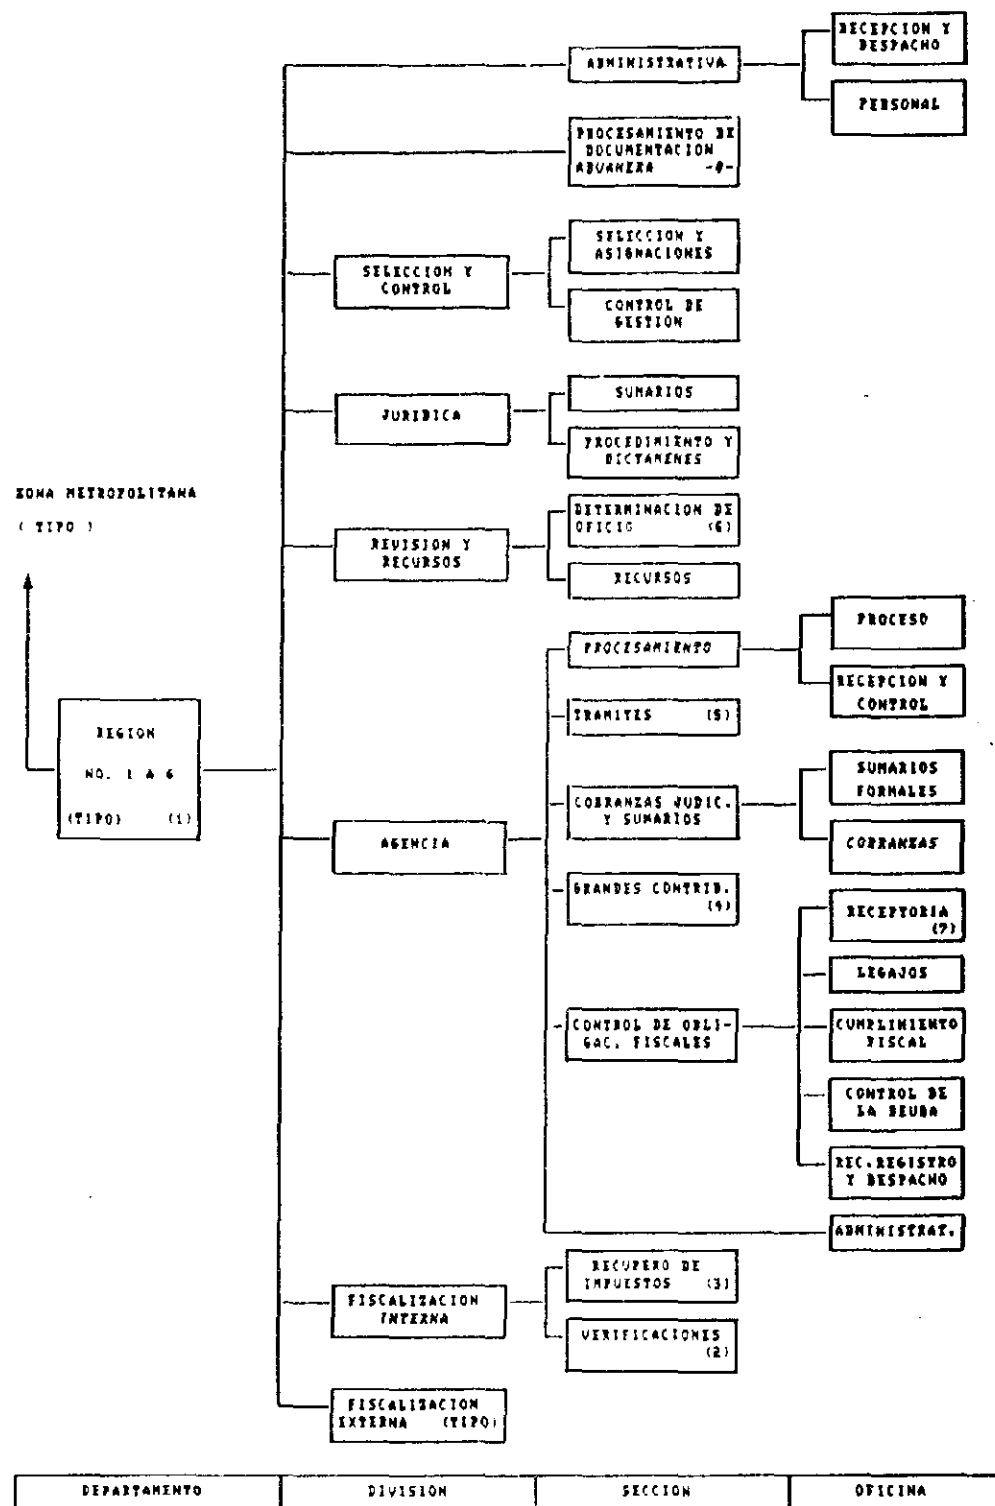 RECEPCION Y
DESPACHO
ADMINISTRATIVA
PERSONAL
PROCESAMIENTO DE
DOCUMENTACION
ADUANERA -8-
SELECCION Y
ASIGNACIONES
SELECCION Y
CONTROL
CONTROL DE
GESTION
SUMARIOS
JURIDICA
PROCEDIMIENTO Y
DICTAMENES
ZONA METROPOLITANA
( TIPO )
DETERMINACION DE
OFICIO (6)
REVISION Y
RECURSOS
RECURSOS
PROCESO
PROCESAMIENTO
RECEPCION Y
CONTROL
TRAMITES (5)
REGION
NO. 1 A 6
(TIPO) (1)
SUMARIOS
FORMALES
COBRANZAS JUDIC.
Y SUMARIOS
AGENCIA
COBRANZAS
GRANDES CONTRIB.
(4)
RECEPTORIA
(7)
LEGAJOS
CONTROL DE OBLI-
GAC. FISCALES
CUMPLIMIENTO
FISCAL
CONTROL DE
LA DEUDA
REC.REGISTRO
Y DESPACHO
ADMINISTRAT.
RECUPERO DE
IMPUESTOS (3)
FISCALIZACION
INTERNA
VERIFICACIONES
(2)
FISCALIZACION
EXTERNA (TIPO)
DEPARTAMENTO DIVISION SECCION OFICINA